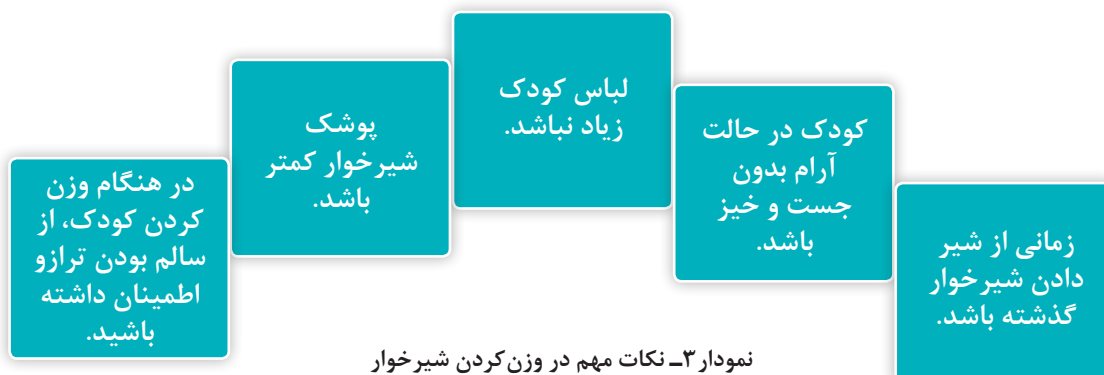 زمانی از شیر
دادن شیرخوار
گذشته باشد.
کودک در حالت
آرام بدون
جست و خیز
باشد.
لباس کودک
زیاد نباشد.
پوشک
شیرخوار کمتر
باشد.
در هنگام وزن
کردن کودک، از
سالم بودن ترازو
اطمینان داشته
باشید.
نمودار ۳ـ نکات مهم در وزن‌کردن شیرخوار